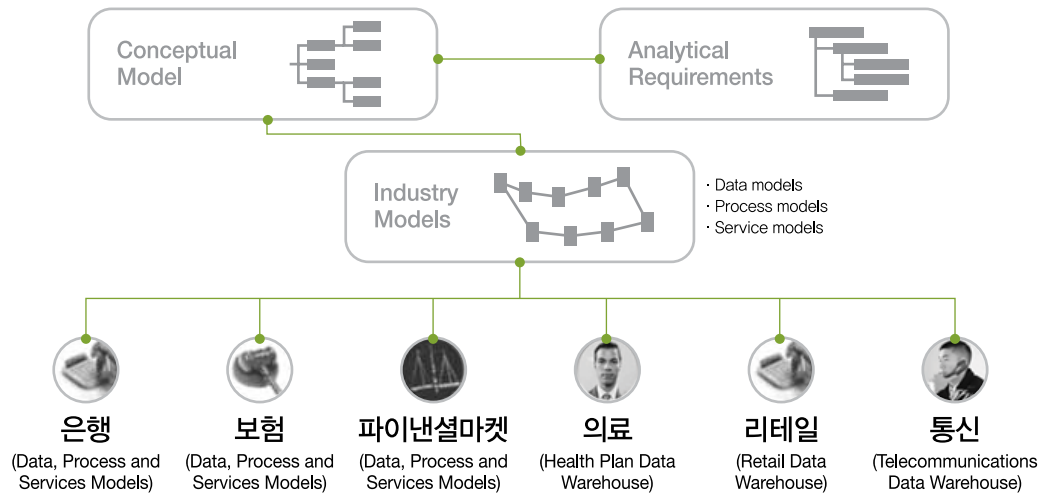 Conceptual
Model
Analytical
Requirements
Industry
Models
· Data models
· Process models
· Service models
은행
(Data, Process and
Services Models)
보험
(Data, Process and
Services Models)
파이낸셜마켓
(Data, Process and
Services Models)
의료
(Health Plan Data
Warehouse)
리테일
(Retail Data
Warehouse)
통신
(Telecommunications
Data Warehouse)